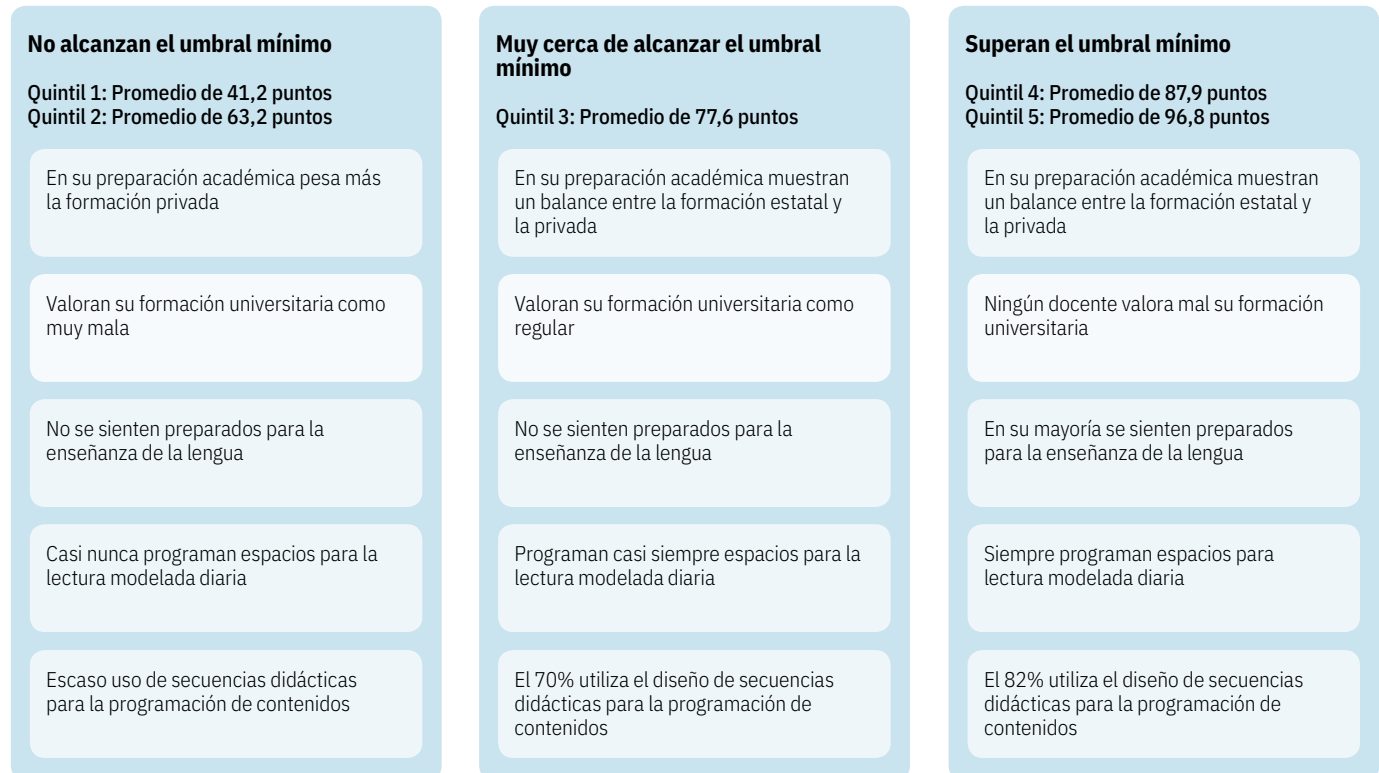 No alcanzan el umbral mínimo
Quintil 1: Promedio de 41,2 puntos
Quintil 2: Promedio de 63,2 puntos
En su preparación académica pesa más
la formación privada
Valoran su formación universitaria como
muy mala
No se sienten preparados para la
enseñanza de la lengua
Casi nunca programan espacios para la
lectura modelada diaria
Escaso uso de secuencias didácticas
para la programación de contenidos
Muy cerca de alcanzar el umbral
mínimo
Quintil 3: Promedio de 77,6 puntos
En su preparación académica muestran
un balance entre la formación estatal y
la privada
Valoran su formación universitaria como
regular
No se sienten preparados para la
enseñanza de la lengua
Programan casi siempre espacios para la
lectura modelada diaria
El 70% utiliza el diseño de secuencias
didácticas para la programación de
contenidos
Superan el umbral mínimo
Quintil 4: Promedio de 87,9 puntos
Quintil 5: Promedio de 96,8 puntos
En su preparación académica muestran
un balance entre la formación estatal y
la privada
Ningún docente valora mal su formación
universitaria
En su mayoría se sienten preparados
para la enseñanza de la lengua
Siempre programan espacios para
lectura modelada diaria
El 82% utiliza el diseño de secuencias
didácticas para la programación de
contenidos